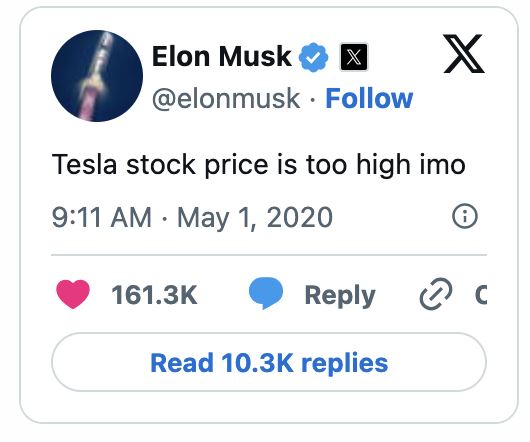 Elon Musk
@elonmusk · Follow
Tesla stock price is too high imo
9:11 AM · May 1, 2020
161.3K Reply
Read 10.3K replies